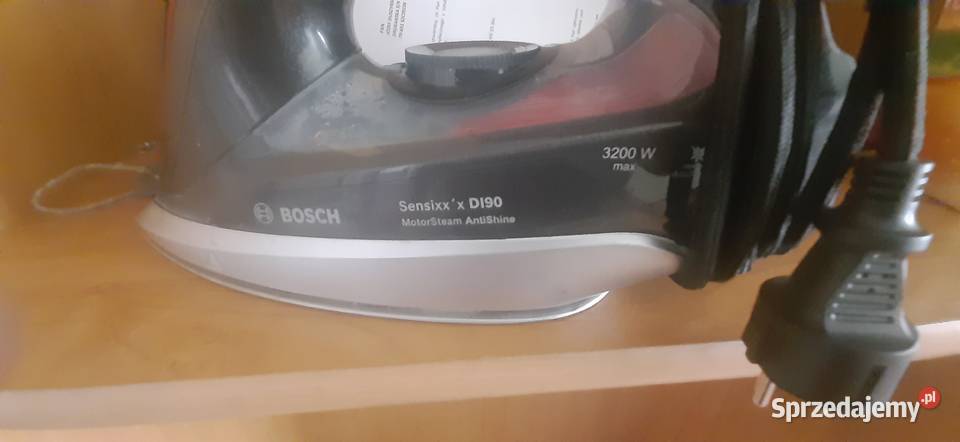 BOSCH
Sensixx'x DI90
MotorSteam AntiShine
3200 W
max
Sprzedajemy.pl